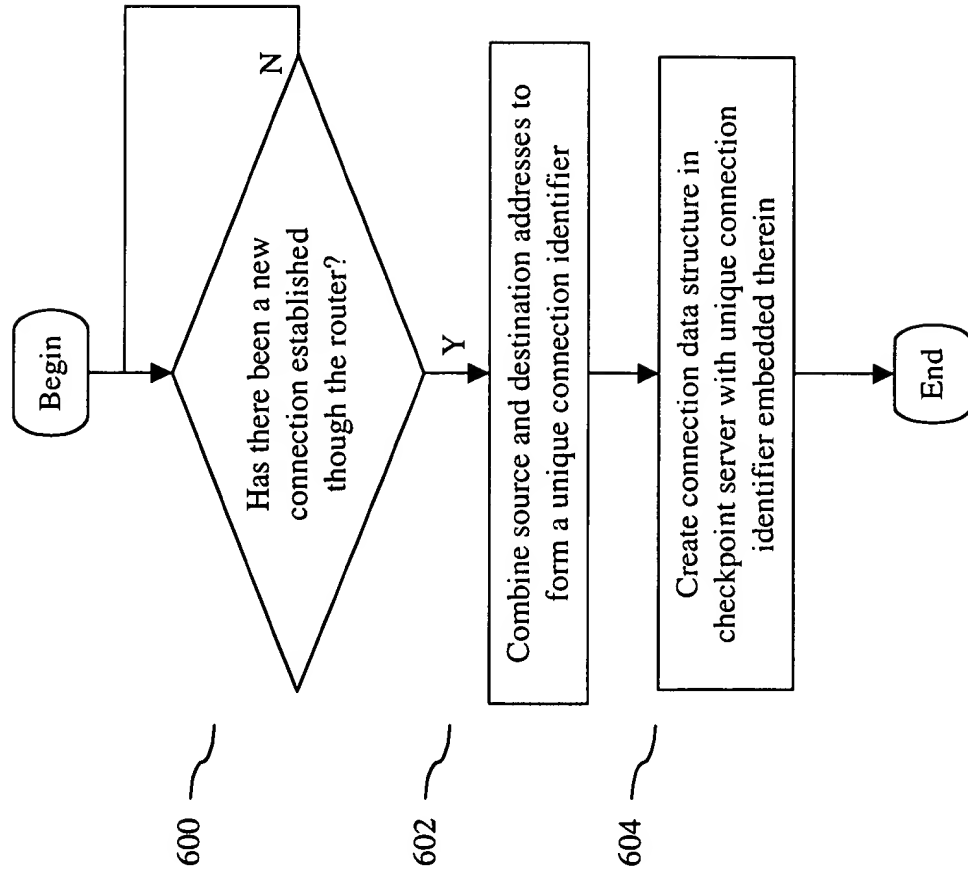 Begin
600
Has there been a new
connection established
though the router?
N
Y
602
Combine source and destination addresses to
form a unique connection identifier
604
Create connection data structure in
checkpoint server with unique connection
identifier embedded therein
End